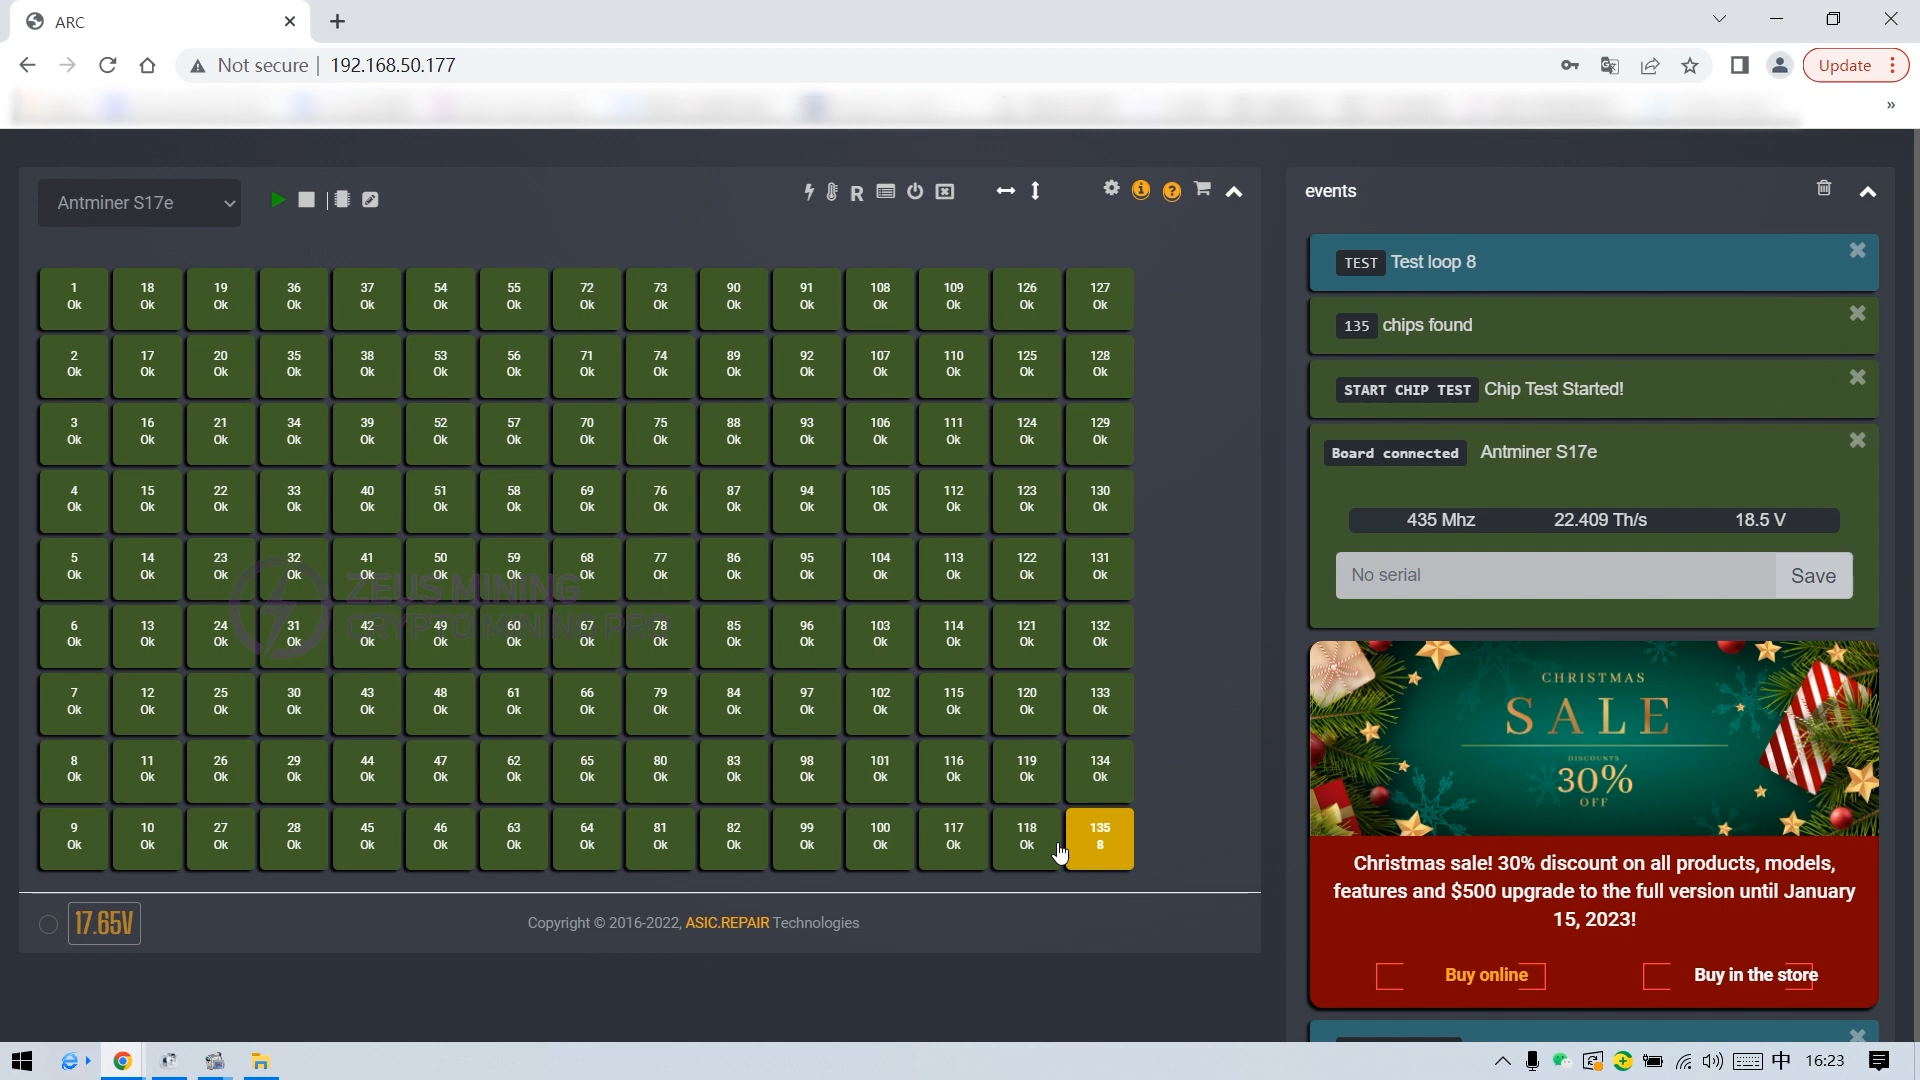 ARC
Not secure 192.168.50.177
Update
Antminer S17e
R
events
TEST Test loop 8
135 chips found
START CHIP TEST Chip Test Started!
Board connected Antminer S17e
435 Mhz 22.409 Th/s 18.5 V
No serial Save
1 18 19 36 37 54 55 72 73 90 91 108 109 126 127
Ok Ok Ok Ok Ok Ok Ok Ok Ok Ok Ok Ok Ok Ok Ok
2 17 20 35 38 53 56 71 74 89 92 107 110 125 128
Ok Ok Ok Ok Ok Ok Ok Ok Ok Ok Ok Ok Ok Ok Ok
3 16 21 34 39 52 57 70 75 88 93 106 111 124 129
Ok Ok Ok Ok Ok Ok Ok Ok Ok Ok Ok Ok Ok Ok Ok
4 15 22 33 40 51 58 69 76 87 94 105 112 123 130
Ok Ok Ok Ok Ok Ok Ok Ok Ok Ok Ok Ok Ok Ok Ok
5 14 23 32 41 50 59 68 77 86 95 104 113 122 131
Ok Ok Ok Ok Ok Ok Ok Ok Ok Ok Ok Ok Ok Ok Ok
6 13 24 31 42 49 60 67 78 85 96 103 114 121 132
Ok Ok Ok Ok Ok Ok Ok Ok Ok Ok Ok Ok Ok Ok Ok
7 12 25 30 43 48 61 66 79 84 97 102 115 120 133
Ok Ok Ok Ok Ok Ok Ok Ok Ok Ok Ok Ok Ok Ok Ok
8 11 26 29 44 47 62 65 80 83 98 101 116 119 134
Ok Ok Ok Ok Ok Ok Ok Ok Ok Ok Ok Ok Ok Ok Ok
9 10 27 28 45 46 63 64 81 82 99 100 117 118 135
Ok Ok Ok Ok Ok Ok Ok Ok Ok Ok Ok Ok Ok Ok 8
ZEUS MINING
CRYPTO MINING PRO
17.65V
Copyright © 2016-2022, ASIC.REPAIR Technologies
CHRISTMAS
SALE
DISCOUNTS
30%
OFF
Christmas sale! 30% discount on all products, models,
features and $500 upgrade to the full version until January
15, 2023!
Buy online Buy in the store
中 16:23